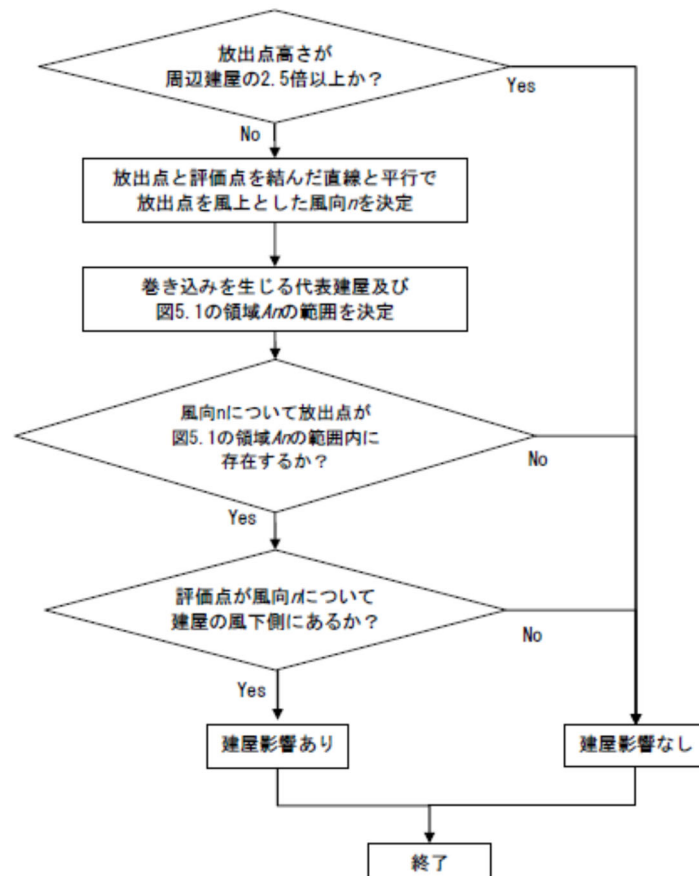 放出点高さが
周辺建屋の2.5倍以上か？
Yes
No
放出点と評価点を結んだ直線と平行で
放出点を風上とした風向nを決定
巻き込みを生じる代表建屋及び
図5.1の領域Anの範囲を決定
風向nについて放出点が
図5.1の領域Anの範囲内に
存在するか？
No
Yes
評価点が風向nについて
建屋の風下側にあるか？
No
Yes
建屋影響あり
建屋影響なし
終了